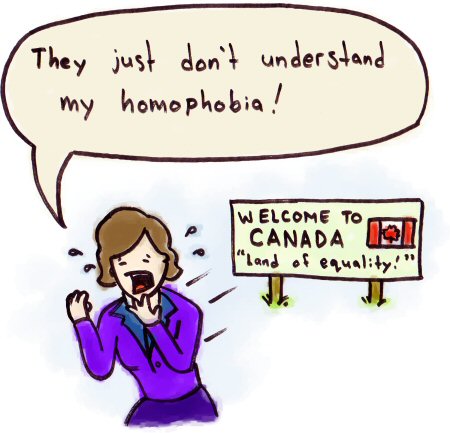 They just don't understand
my homophobia!
WELCOME TO
CANADA
"Land of equality!"